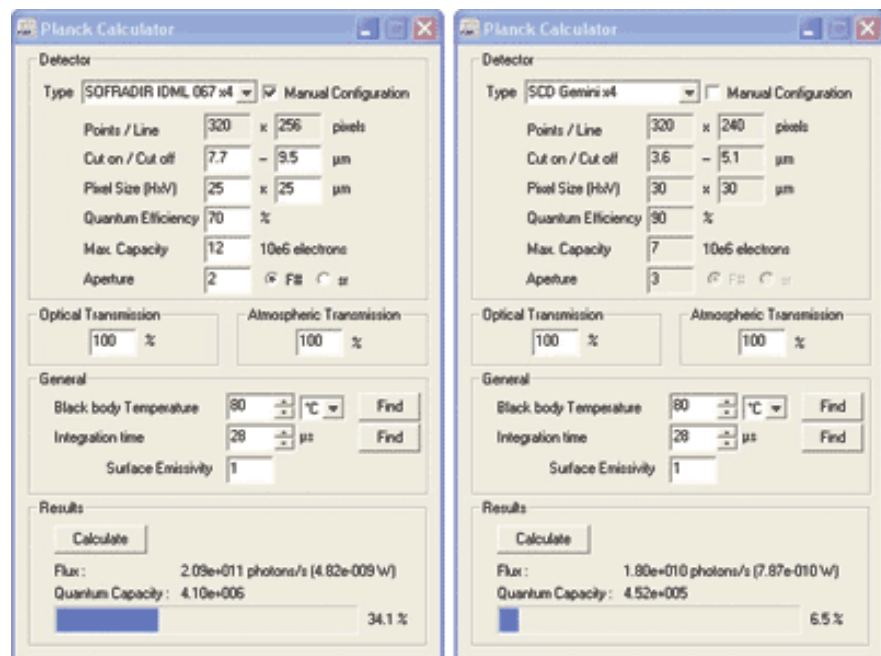 Planck Calculator
Detector
Type SOFRADIR IDML 067 x4 Manual Configuration
Points / Line 320 x 256 pixels
Cut on / Cut off 7.7 - 9.5 µm
Pixel Size (HxV) 25 x 25 µm
Quantum Efficiency 70 %
Max. Capacity 12 10e6 electrons
Aperture 2 F# sr
Optical Transmission
100 %
Atmospheric Transmission
100 %
General
Black body Temperature 80 °C Find
Integration time 28 µs Find
Surface Emissivity 1
Results
Calculate
Flux : 2.09e+011 photons/s (4.82e-009 W)
Quantum Capacity : 4.10e+006
34.1 %
Planck Calculator
Detector
Type SCD Gemini x4 Manual Configuration
Points / Line 320 x 240 pixels
Cut on / Cut off 3.6 - 5.1 µm
Pixel Size (HxV) 30 x 30 µm
Quantum Efficiency 90 %
Max. Capacity 7 10e6 electrons
Aperture 3 F# sr
Optical Transmission
100 %
Atmospheric Transmission
100 %
General
Black body Temperature 80 °C Find
Integration time 28 µs Find
Surface Emissivity 1
Results
Calculate
Flux : 1.80e+010 photons/s (7.87e-010 W)
Quantum Capacity : 4.52e+005
6.5 %